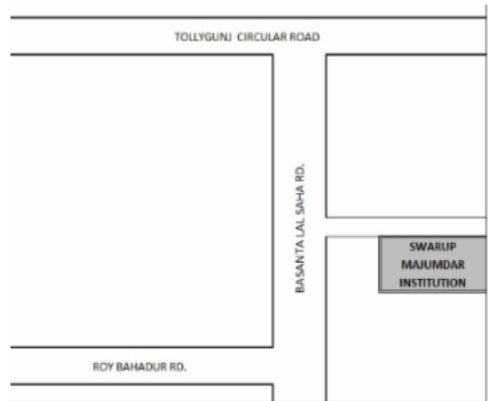 TOLLYGUNJ CIRCULAR ROAD
BASANTA LAL SAHA RD.
SWARUP
MAJUMDAR
INSTITUTION
ROY BAHADUR RD.